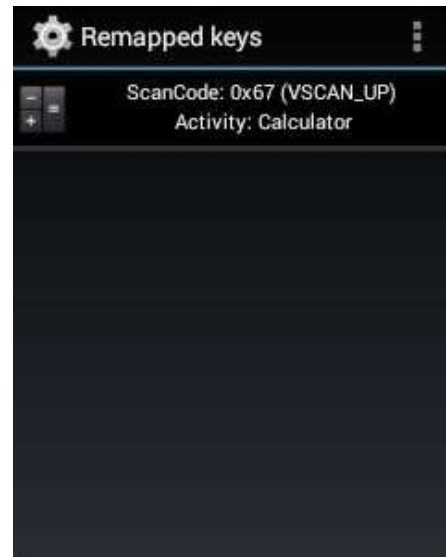 Remapped keys
ScanCode: 0x67 (VSCAN_UP)
Activity: Calculator